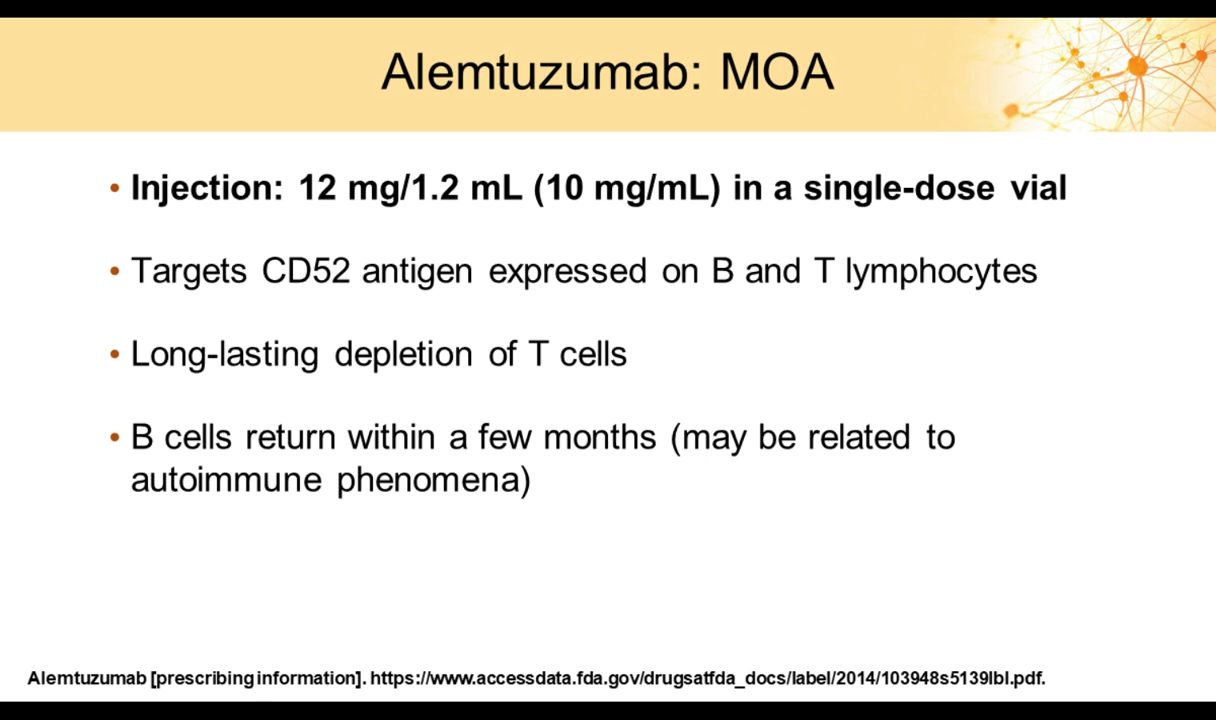 Alemtuzumab: MOA
• Injection: 12 mg/1.2 mL (10 mg/mL) in a single-dose vial
• Targets CD52 antigen expressed on B and T lymphocytes
• Long-lasting depletion of T cells
• B cells return within a few months (may be related to
autoimmune phenomena)
Alemtuzumab [prescribing information]. https://www.accessdata.fda.gov/drugsatfda_docs/label/2014/103948s5139lbl.pdf.